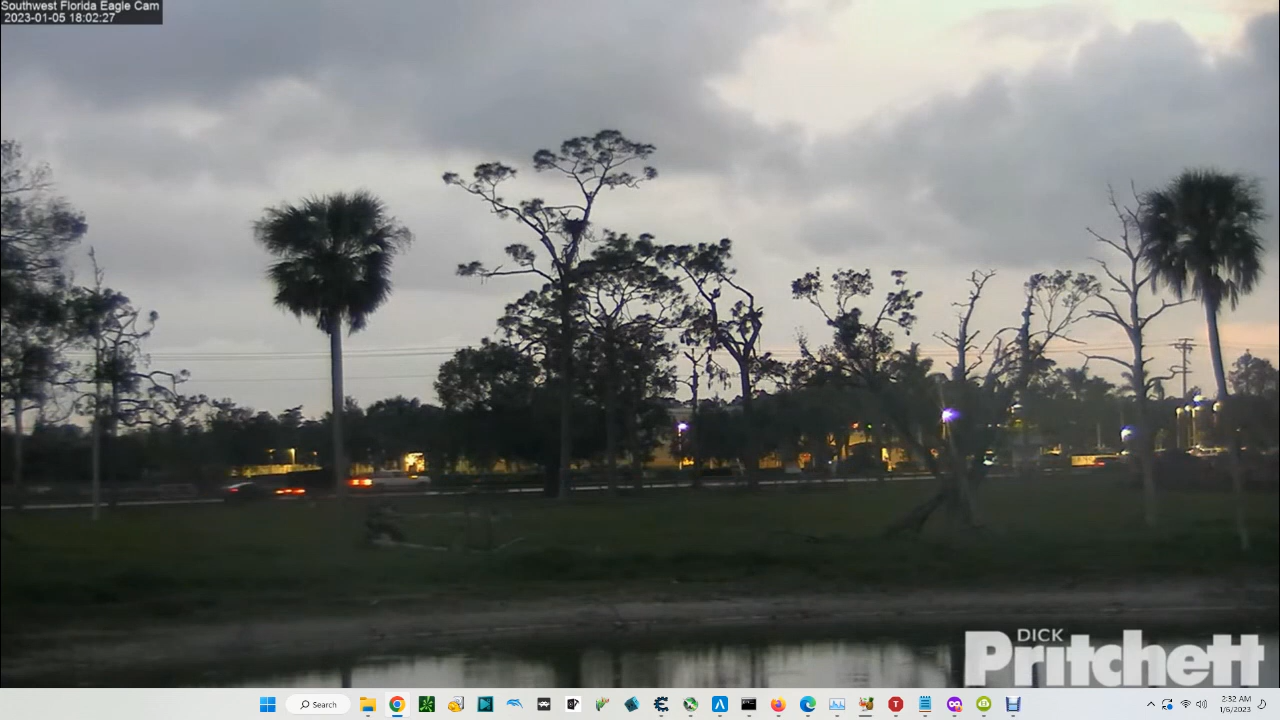 Southwest Florida Eagle Cam
2023-01-05 18:02:27
DICK
Pritchett
Search
2:32 AM
1/6/2023